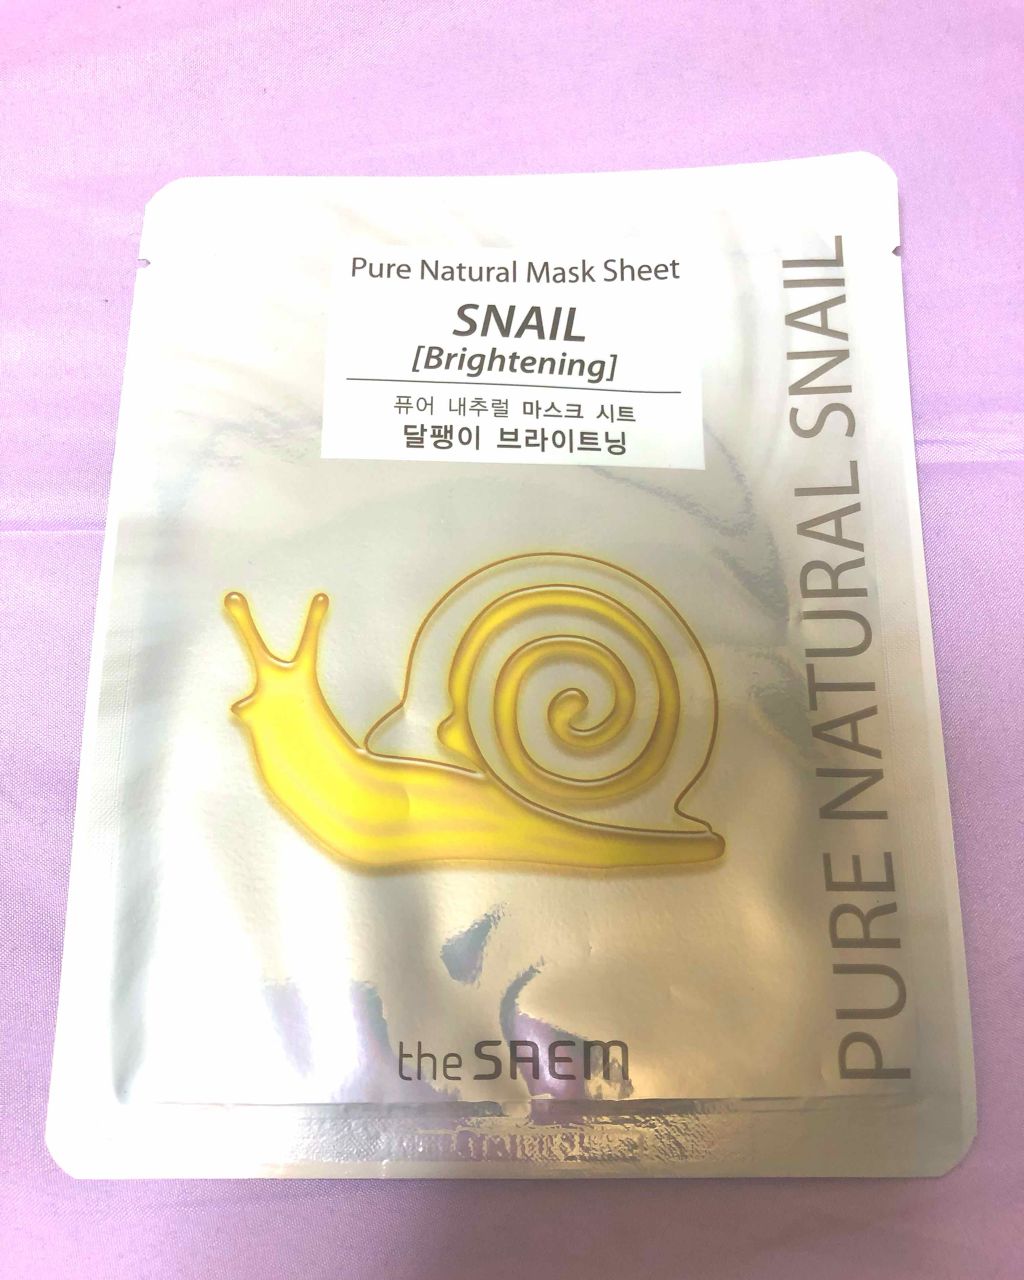 Pure Natural Mask Sheet
SNAIL
[Brightening]
퓨어 내추럴 마스크 시트
달팽이 브라이트닝
PURE NATURAL SNAIL
the SAEM